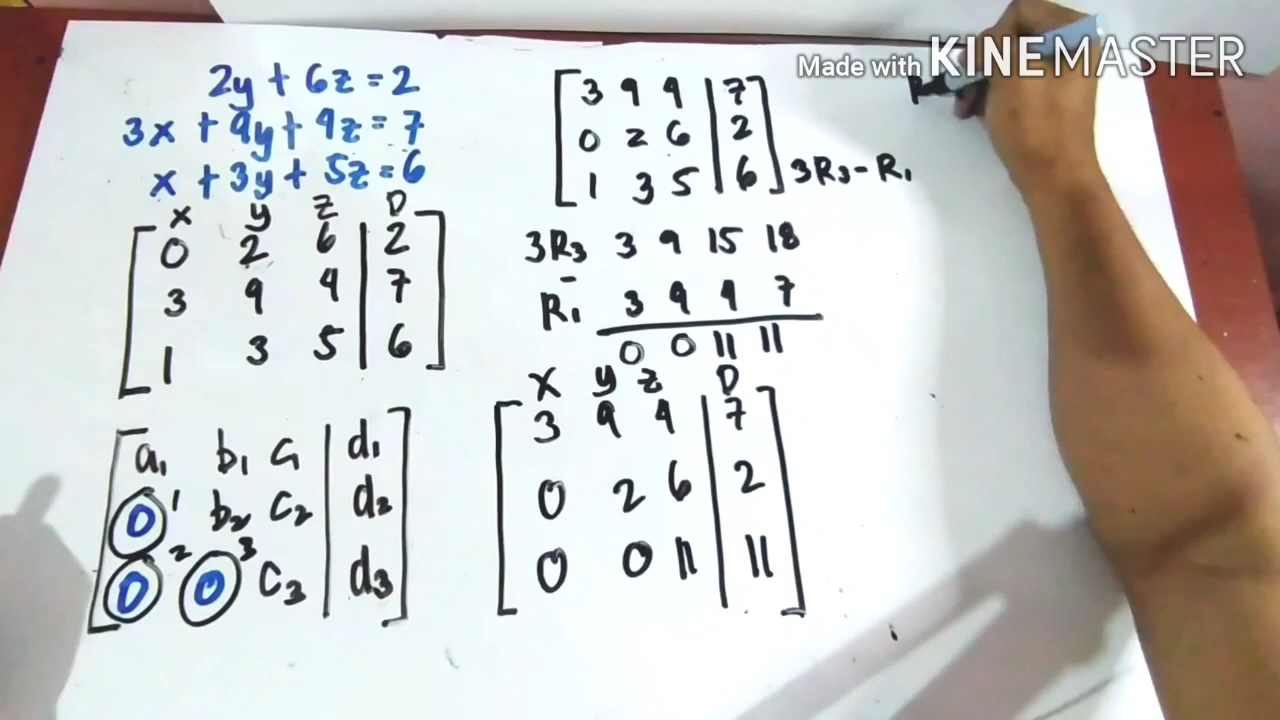 2y + 6z = 2
3x + 9y + 4z = 7
x + 3y + 5z = 6
x y z D
0 2 6 | 2
3 9 4 | 7
1 3 5 | 6
a₁ b₁ c₁ | d₁
0 1 b₂ c₂ | d₂
0 2 0 3 c₃ | d₃
3 9 4 | 7
0 2 6 | 2
1 3 5 | 6 3R₃ - R₁
3R₃ 3 9 15 18
-
R₁ 3 9 4 7
0 0 11 11
x y z D
3 9 4 | 7
0 2 6 | 2
0 0 11 | 11
Made with KINEMASTER